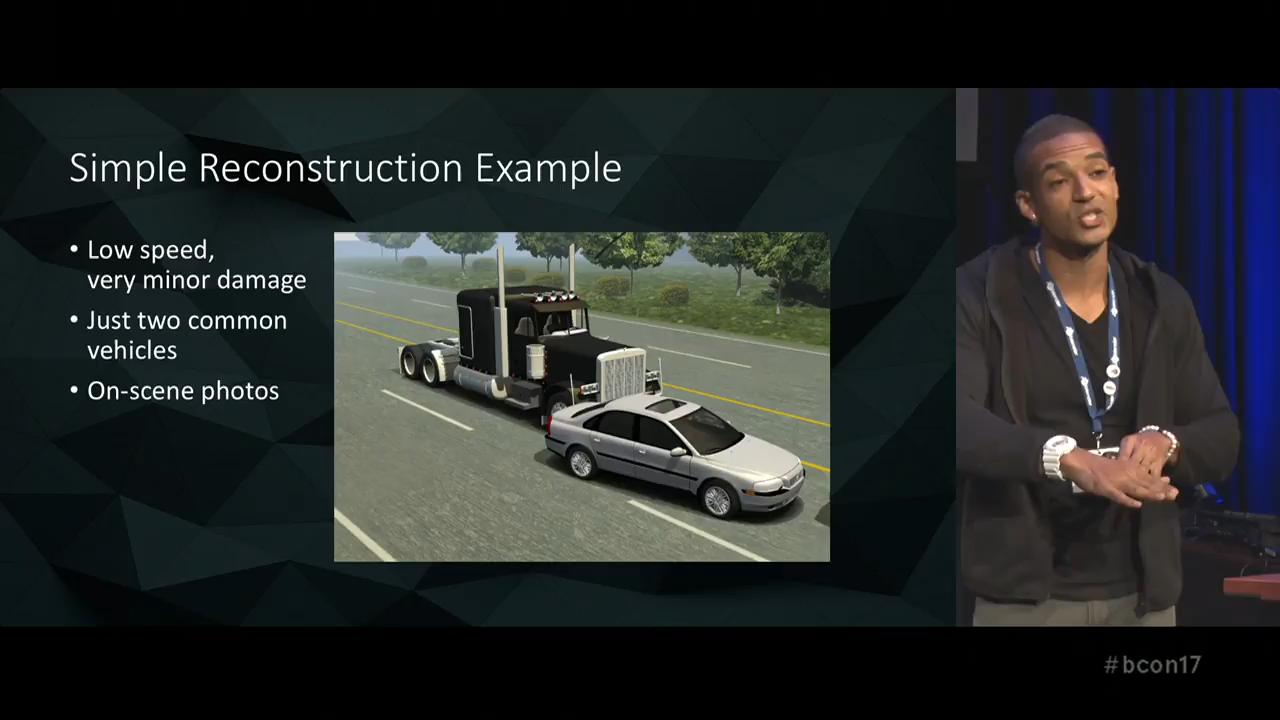 Simple Reconstruction Example
• Low speed,
very minor damage
• Just two common
vehicles
• On-scene photos
#bcon17